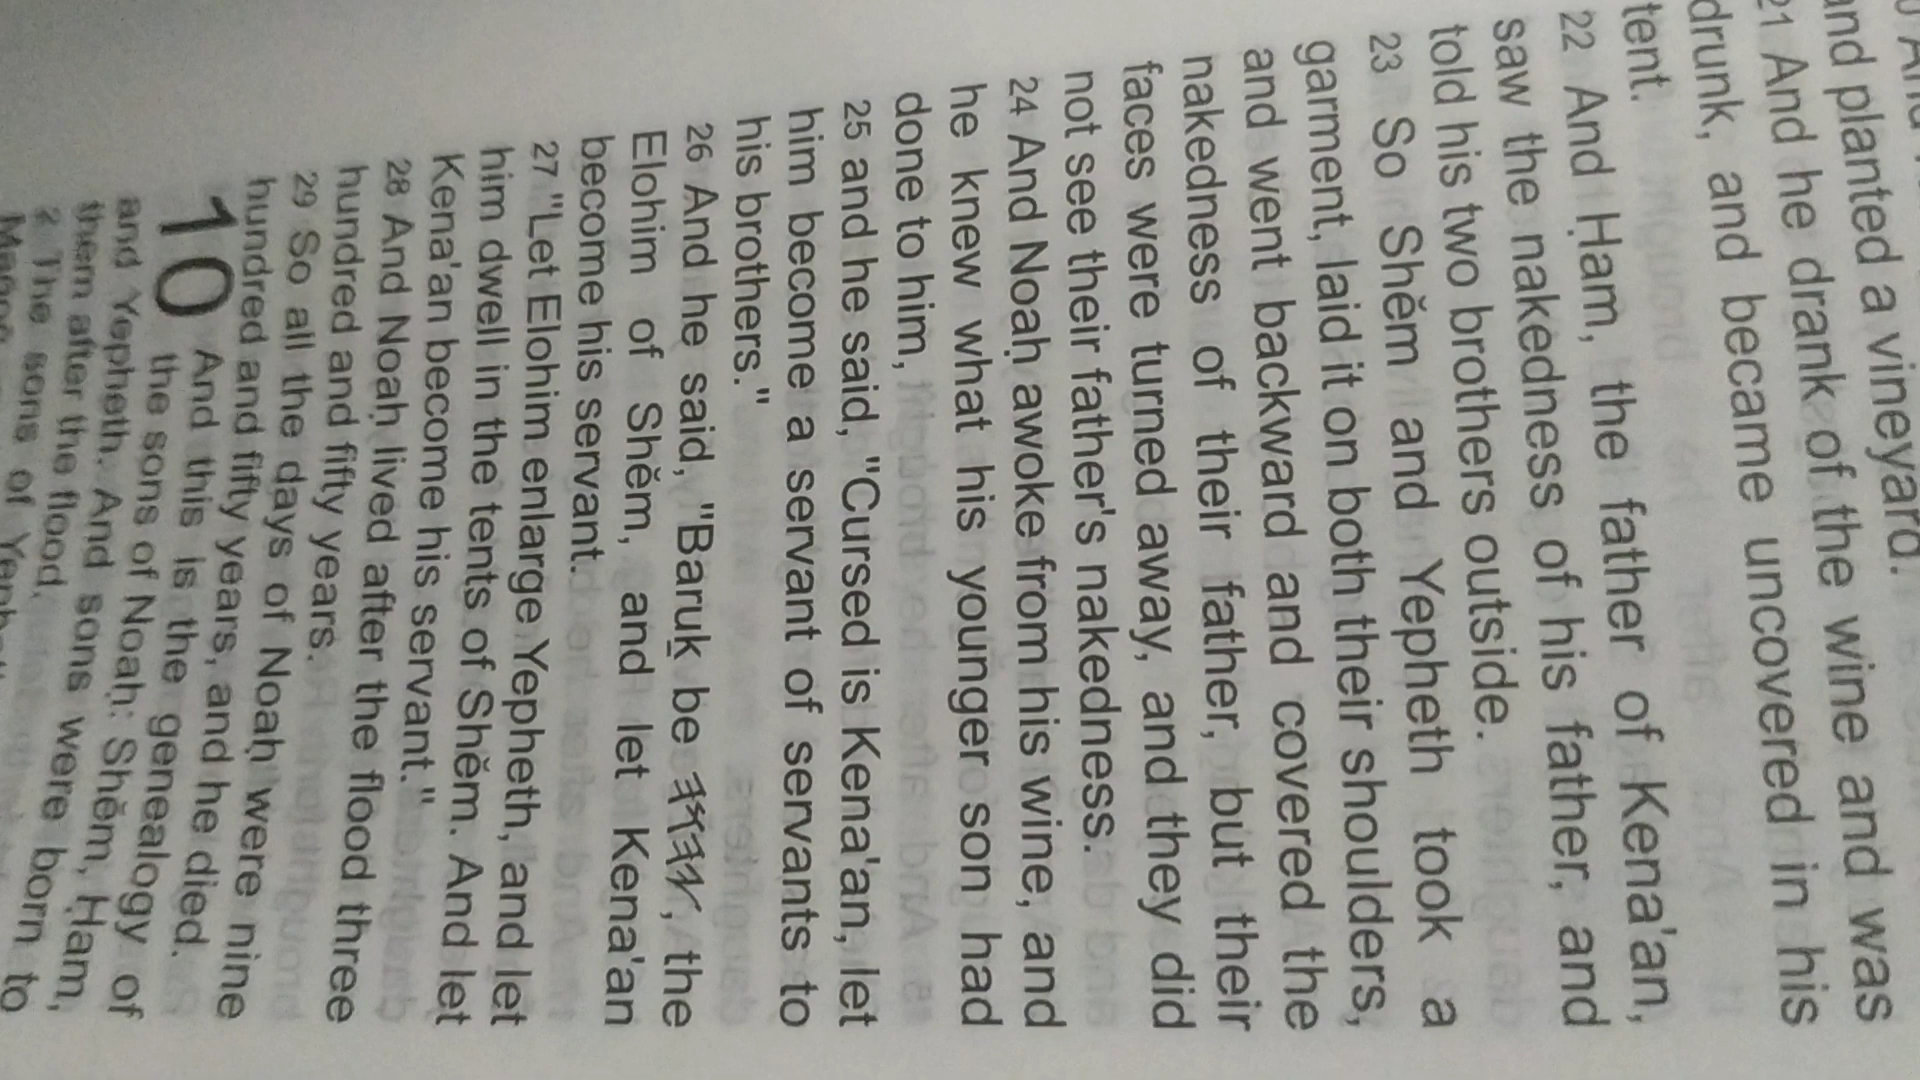 and planted a vineyard.
21 And he drank of the wine and was
drunk, and became uncovered in his
tent.
22 And Ḥam, the father of Kena'an,
saw the nakedness of his father, and
told his two brothers outside.
23 So Shěm and Yepheth took a
garment, laid it on both their shoulders,
and went backward and covered the
nakedness of their father, but their
faces were turned away, and they did
not see their father's nakedness.
24 And Noaḥ awoke from his wine, and
he knew what his younger son had
done to him,
25 and he said, "Cursed is Kena'an, let
him become a servant of servants to
his brothers."
26 And he said, "Baruḵ be 𐤉𐤄𐤅𐤄, the
Elohim of Shěm, and let Kena'an
become his servant.
27 "Let Elohim enlarge Yepheth, and let
him dwell in the tents of Shěm. And let
Kena'an become his servant."
28 And Noaḥ lived after the flood three
hundred and fifty years.
29 So all the days of Noaḥ were nine
hundred and fifty years, and he died.
10 And this is the genealogy of
the sons of Noaḥ: Shěm, Ḥam,
and Yepheth. And sons were born to
them after the flood.
2 The sons of